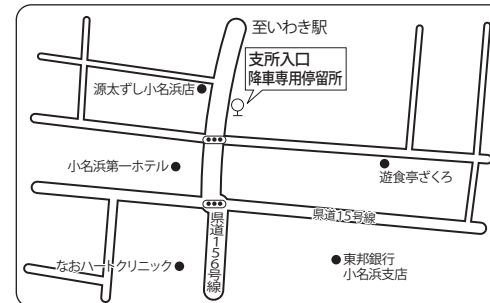 至いわき駅
支所入口
降車専用停留所
源太ずし小名浜店
小名浜第一ホテル
遊食亭ざくろ
県道15号線
県道156号線
なおハートクリニック
東邦銀行
小名浜支店